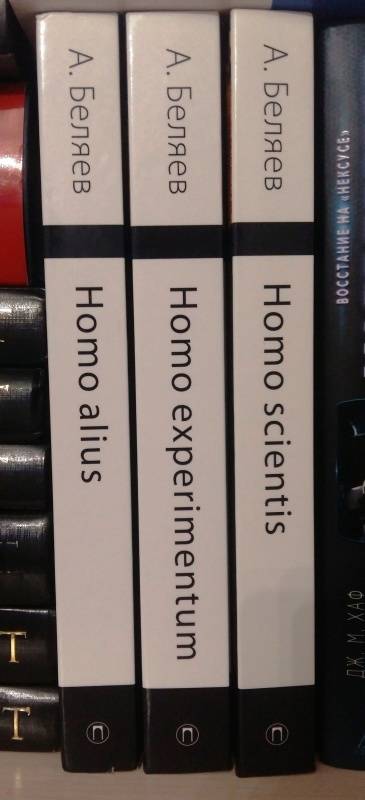 А. Беляев
Homo alius
А. Беляев
Homo experimentum
А. Беляев
Homo scientis
ВОССТАНИЕ НА «НЕКСУСЕ»
ДЖ. М. ХАФ
Т
Т